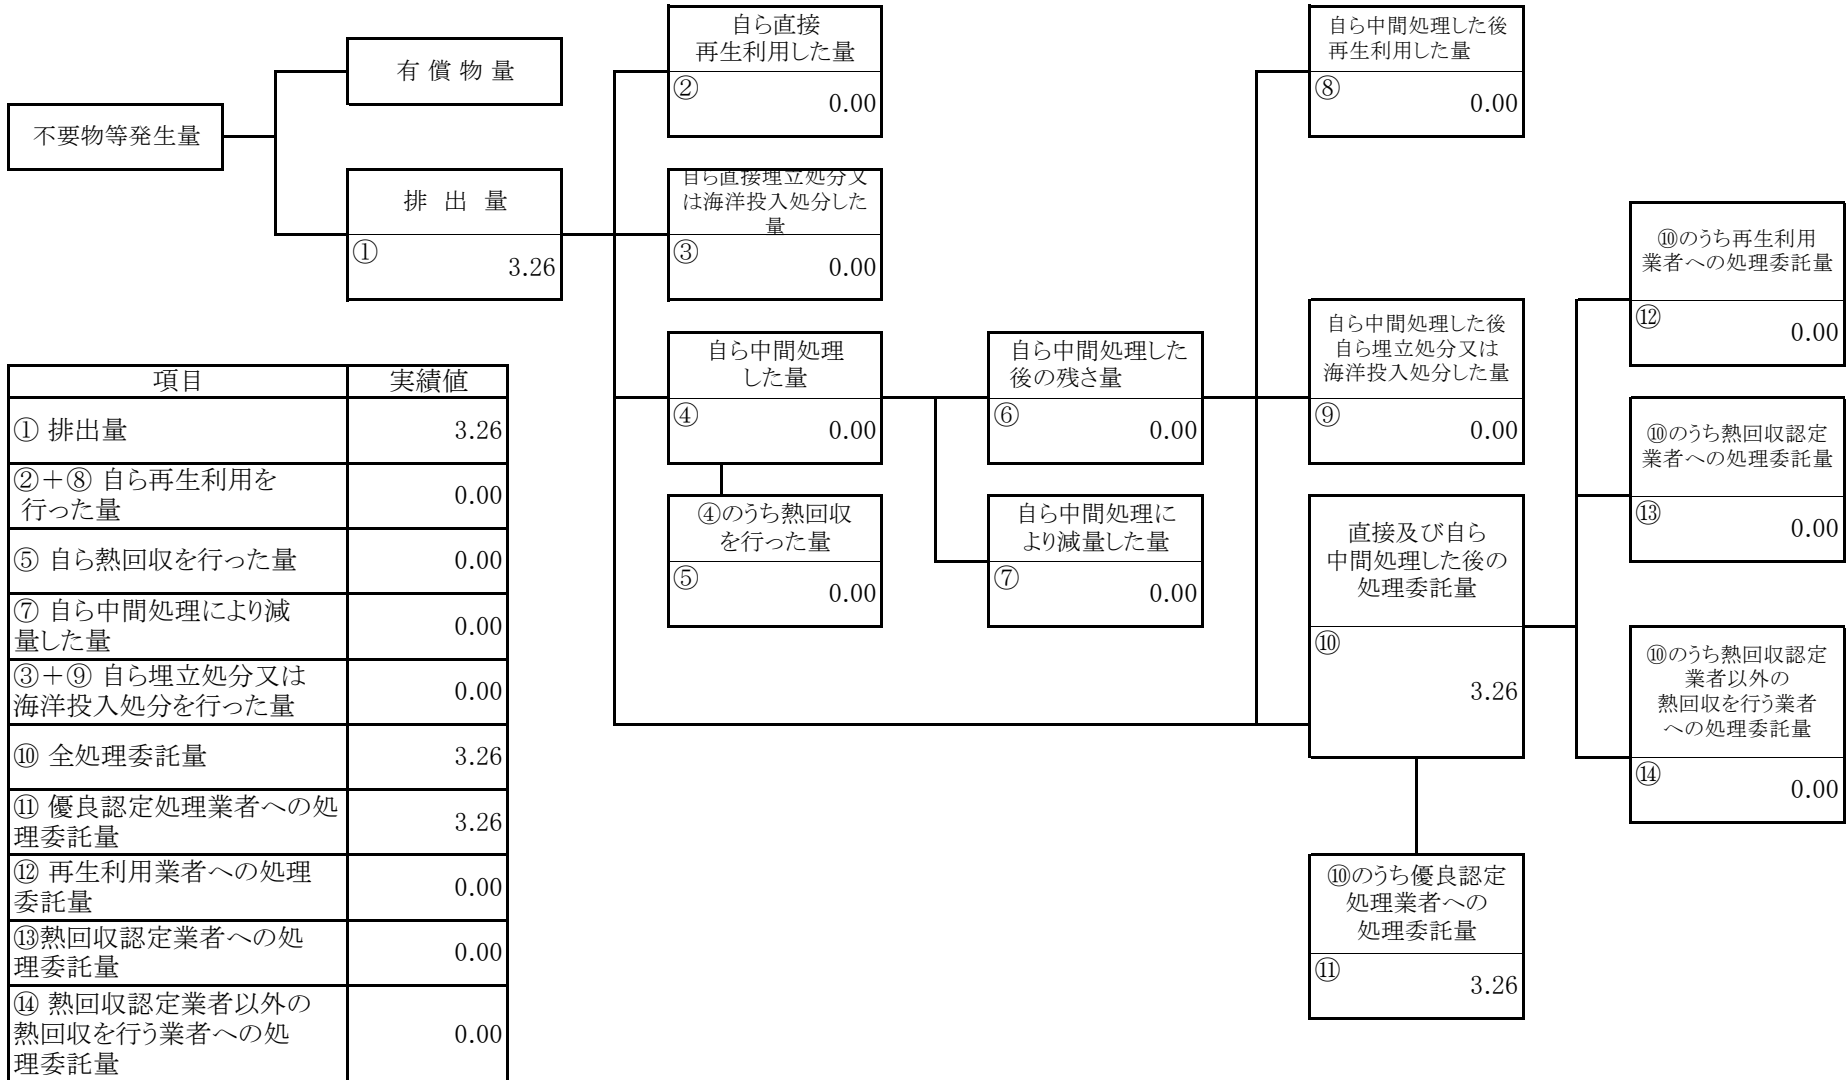 不要物等発生量
有 償 物 量
排 出 量
①
3.26
自ら直接
再生利用した量
②
0.00
自ら直接埋立処分又
は海洋投入処分した
量
③
0.00
自ら中間処理
した量
④
0.00
④のうち熱回収
を行った量
⑤
0.00
自ら中間処理した
後の残さ量
⑥
0.00
自ら中間処理に
より減量した量
⑦
0.00
自ら中間処理した後
再生利用した量
⑧
0.00
自ら中間処理した後
自ら埋立処分又は
海洋投入処分した量
⑨
0.00
直接及び自ら
中間処理した後の
処理委託量
⑩
3.26
⑩のうち優良認定
処理業者への
処理委託量
⑪
3.26
⑩のうち再生利用
業者への処理委託量
⑫
0.00
⑩のうち熱回収認定
業者への処理委託量
⑬
0.00
⑩のうち熱回収認定
業者以外の
熱回収を行う業者
への処理委託量
⑭
0.00
項目 実績値
① 排出量 3.26
②＋⑧ 自ら再生利用を
行った量 0.00
⑤ 自ら熱回収を行った量 0.00
⑦ 自ら中間処理により減
量した量 0.00
③＋⑨ 自ら埋立処分又は
海洋投入処分を行った量 0.00
⑩ 全処理委託量 3.26
⑪ 優良認定処理業者への処
理委託量 3.26
⑫ 再生利用業者への処理
委託量 0.00
⑬熱回収認定業者への処
理委託量 0.00
⑭ 熱回収認定業者以外の
熱回収を行う業者への処 0.00
理委託量